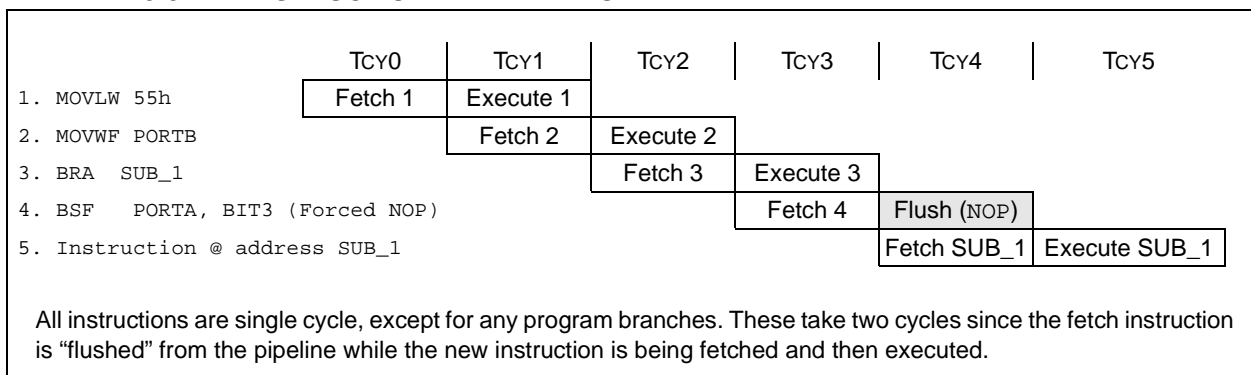 TCY0 TCY1 TCY2 TCY3 TCY4 TCY5
1. MOVLW 55h Fetch 1 Execute 1
2. MOVWF PORTB Fetch 2 Execute 2
3. BRA SUB_1 Fetch 3 Execute 3
4. BSF PORTA, BIT3 (Forced NOP) Fetch 4 Flush (NOP)
5. Instruction @ address SUB_1 Fetch SUB_1 Execute SUB_1
All instructions are single cycle, except for any program branches. These take two cycles since the fetch instruction
is “flushed” from the pipeline while the new instruction is being fetched and then executed.